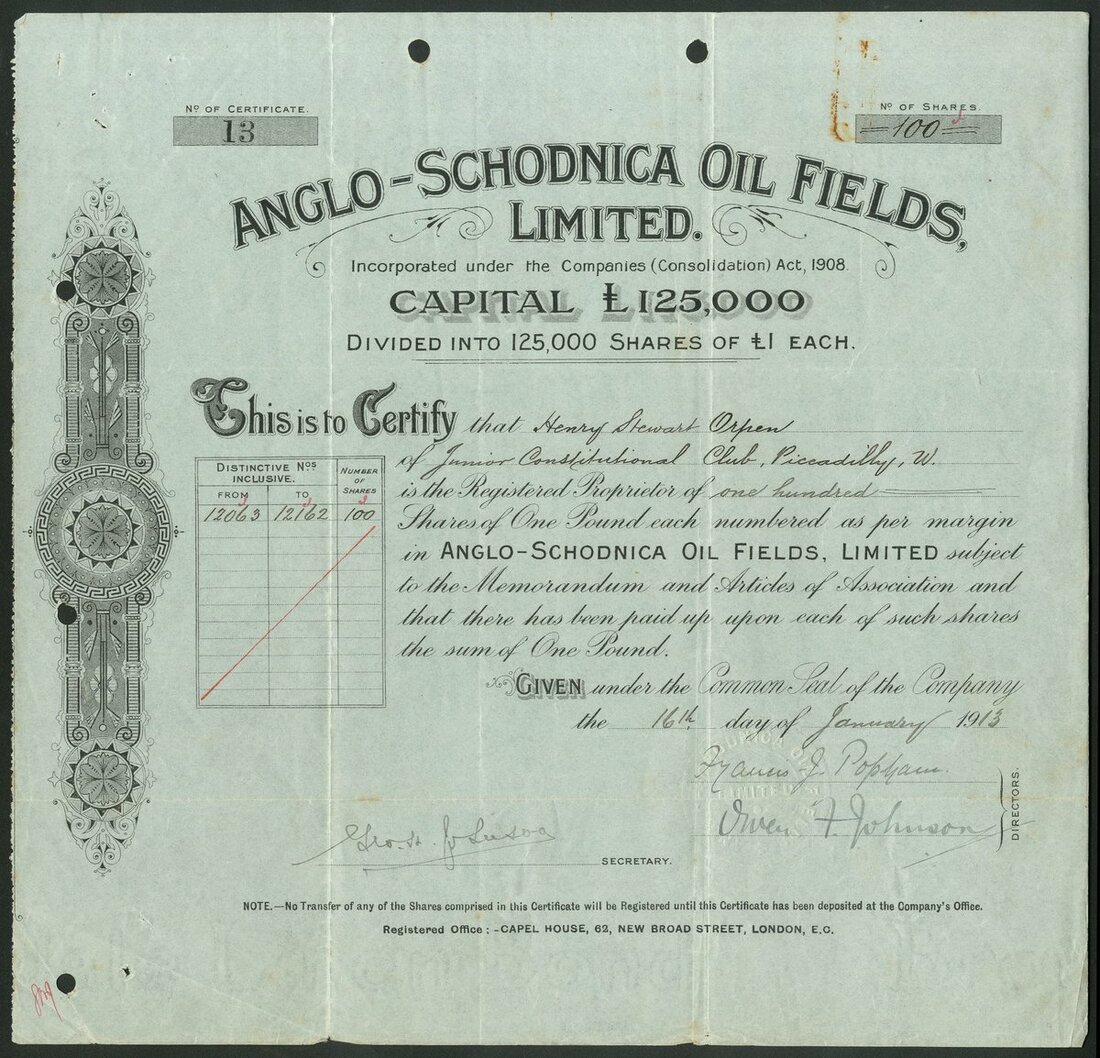 No OF CERTIFICATE.
13
No OF SHARES.
100
ANGLO-SCHODNICA OIL FIELDS,
LIMITED.
Incorporated under the Companies (Consolidation) Act, 1908.
CAPITAL £125,000
DIVIDED INTO 125,000 SHARES OF £1 EACH.
This is to Certify that Henry Stewart Orpen
of Junior Constitutional Club, Piccadilly, W.
is the Registered Proprietor of one hundred
Shares of One Pound each numbered as per margin
in ANGLO-SCHODNICA OIL FIELDS, LIMITED subject
to the Memorandum and Articles of Association and
that there has been paid up upon each of such shares
the sum of One Pound.
DISTINCTIVE Nos INCLUSIVE.
NUMBER OF SHARES
FROM TO
12063 12162 100
GIVEN under the Common Seal of the Company
the 16th day of January 1913
Francis J. Popham.
Owen F Johnson
DIRECTORS.
Geo. H.
SECRETARY.
NOTE.—No Transfer of any of the Shares comprised in this Certificate will be Registered until this Certificate has been deposited at the Company's Office.
Registered Office:-CAPEL HOUSE, 62, NEW BROAD STREET, LONDON, E.C.